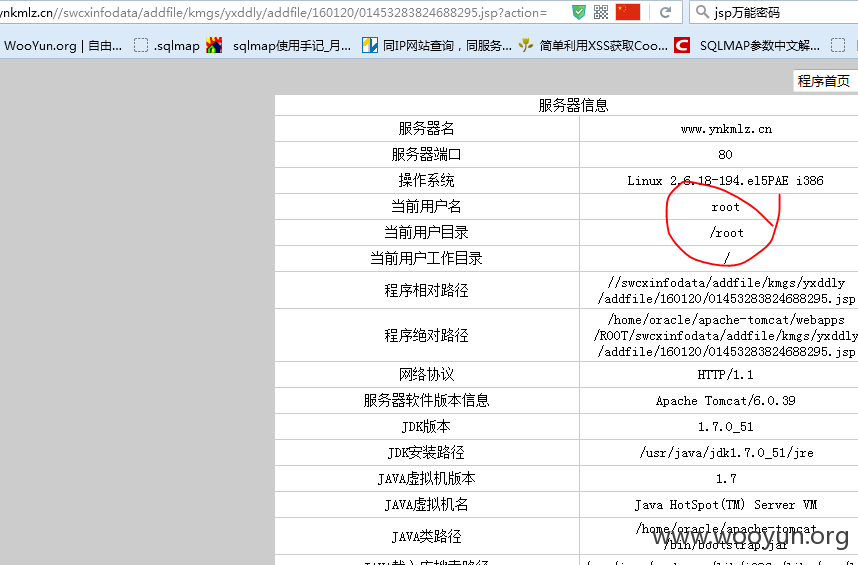 ynkmlz.cn//swcxinfodata/addfile/kmgs/yxddly/addfile/160120/01453283824688295.jsp?action=
jsp万能密码
WooYun.org | 自由...
.sqlmap
sqlmap使用手记_月...
同IP网站查询，同服务...
简单利用XSS获取Coo...
SQLMAP参数中文解...
程序首页
服务器信息
服务器名 www.ynkmlz.cn
服务器端口 80
操作系统 Linux 2.6.18-194.el5PAE i386
当前用户名 root
当前用户目录 /root
当前用户工作目录 /
程序相对路径 //swcxinfodata/addfile/kmgs/yxddly
/addfile/160120/01453283824688295.jsp
程序绝对路径 /home/oracle/apache-tomcat/webapps
/ROOT/swcxinfodata/addfile/kmgs/yxddly
/addfile/160120/01453283824688295.jsp
网络协议 HTTP/1.1
服务器软件版本信息 Apache Tomcat/6.0.39
JDK版本 1.7.0_51
JDK安装路径 /usr/java/jdk1.7.0_51/jre
JAVA虚拟机版本 1.7
JAVA虚拟机名 Java HotSpot(TM) Server VM
JAVA类路径 /home/oracle/apache-tomcat
/bin/bootstrap.jar
www.wooyun.org